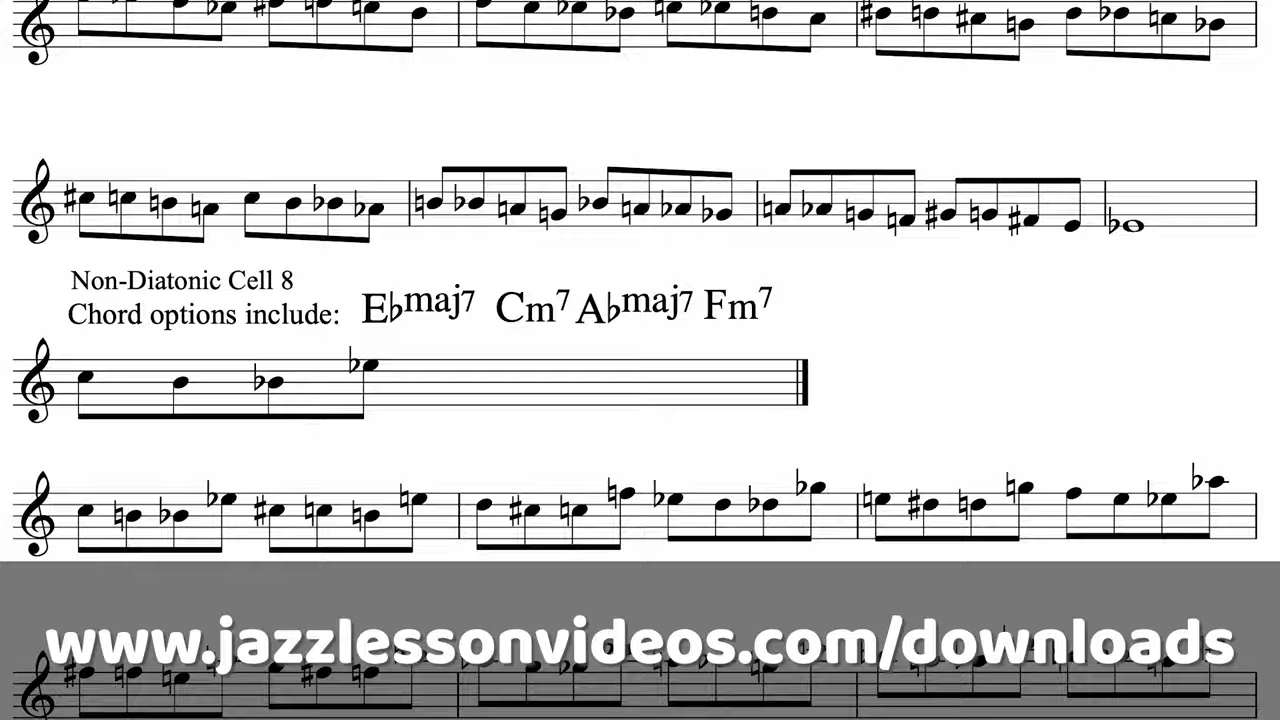 Non-Diatonic Cell 8
Chord options include: E♭maj7 Cm7 A♭maj7 Fm7
www.jazzlessonvideos.com/downloads